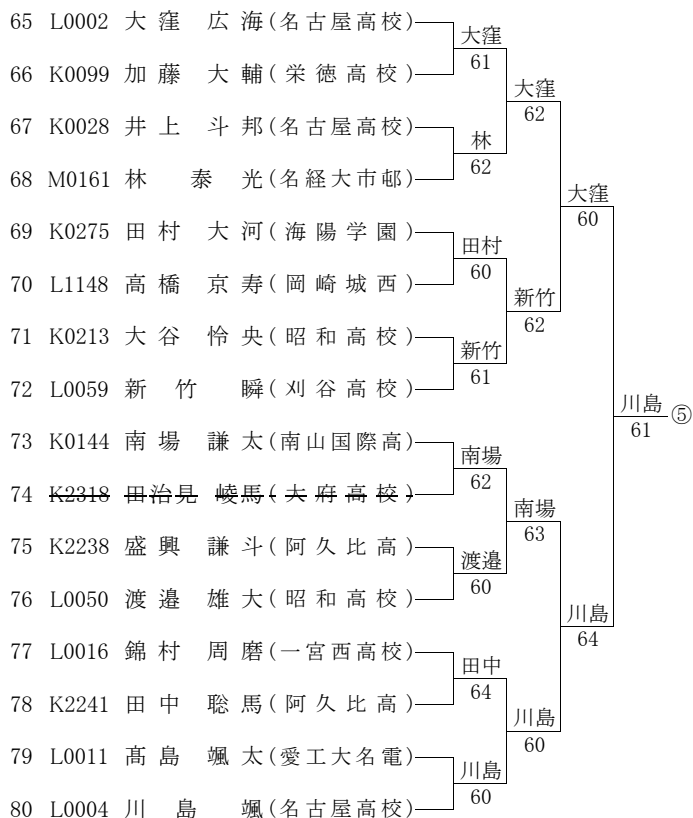 65 L0002 大窪 広海(名古屋高校)
大窪
61
66 K0099 加藤 大輔(栄徳高校)
大窪
62
67 K0028 井上 斗邦(名古屋高校)
林
62
68 M0161 林 泰光(名経大市邨)
大窪
60
69 K0275 田村 大河(海陽学園)
田村
60
70 L1148 高橋 京寿(岡崎城西)
新竹
62
71 K0213 大谷 怜央(昭和高校)
新竹
61
72 L0059 新竹 瞬(刈谷高校)
川島 ⑤
61
73 K0144 南場 謙太(南山国際高)
南場
62
74 K2318 田治見 崚馬(大府高校)
南場
63
75 K2238 盛興 謙斗(阿久比高)
渡邉
60
76 L0050 渡邉 雄大(昭和高校)
川島
64
77 L0016 錦村 周磨(一宮西高校)
田中
64
78 K2241 田中 聡馬(阿久比高)
川島
60
79 L0011 髙島 颯太(愛工大名電)
川島
60
80 L0004 川島 颯(名古屋高校)